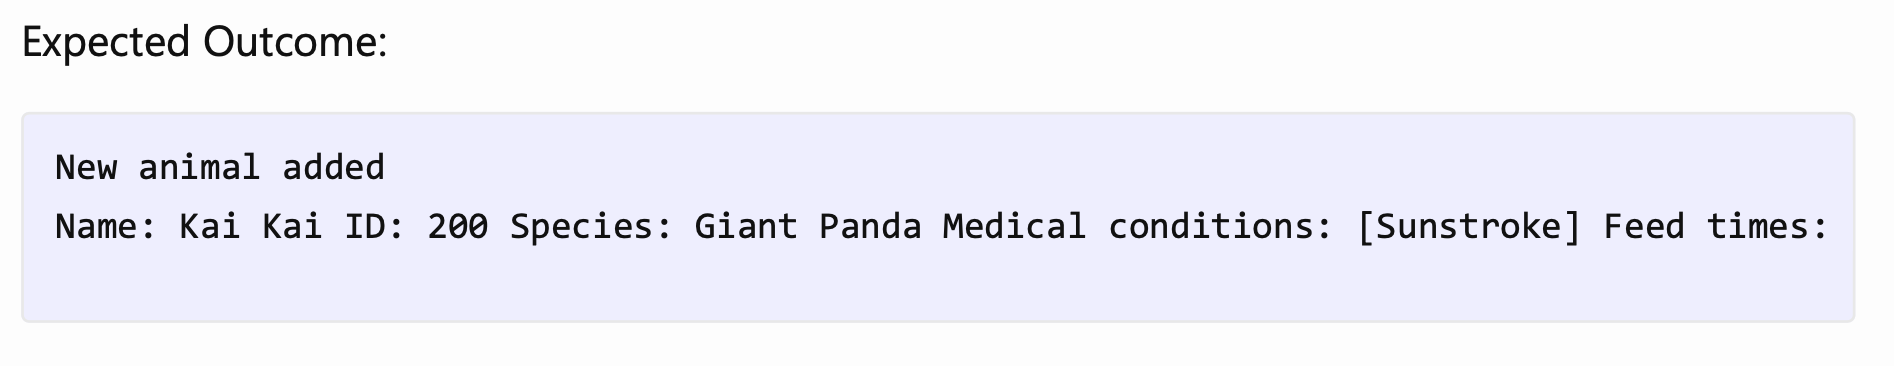 Expected Outcome:
New animal added
Name: Kai Kai ID: 200 Species: Giant Panda Medical conditions: [Sunstroke] Feed times: